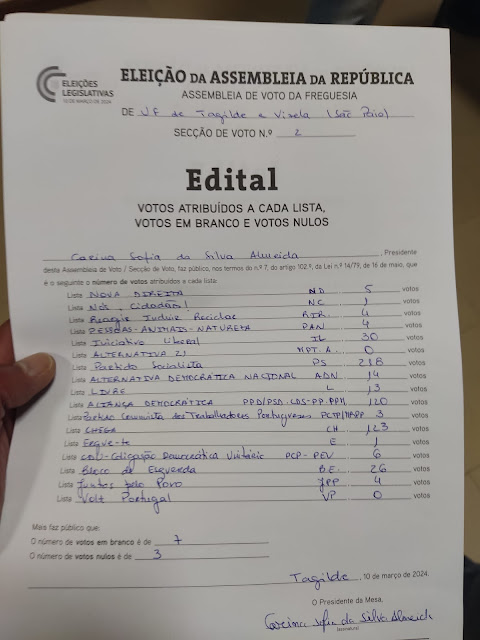 ELEIÇÕES
LEGISLATIVAS
10 DE MARÇO DE 2024
ELEIÇÃO DA ASSEMBLEIA DA REPÚBLICA
ASSEMBLEIA DE VOTO DA FREGUESIA
DE UF de Tagilde e Vizela (São Paio)
SECÇÃO DE VOTO N.º 2
Edital
VOTOS ATRIBUÍDOS A CADA LISTA,
VOTOS EM BRANCO E VOTOS NULOS
Carina Sofia da Silva Almeida, Presidente
desta Assembleia de Voto / Secção de Voto, faz público, nos termos do n.º 7, do artigo 102.º, da Lei n.º 14/79, de 16 de maio, que
é o seguinte o número de votos atribuídos a cada lista:
Lista NOVA DIREITA ND 5 votos
Lista Nós, Cidadãos! NC 1 votos
Lista Reagir Incluir Reciclar RIR. 4 votos
Lista PESSOAS-ANIMAIS-NATUREZA PAN 4 votos
Lista Iniciativa Liberal IL 30 votos
Lista ALTERNATIVA 21 MPT.A 0 votos
Lista Partido Socialista PS 218 votos
Lista ALTERNATIVA DEMOCRÁTICA NACIONAL ADN 14 votos
Lista LIVRE L 13 votos
Lista ALIANÇA DEMOCRÁTICA PPD/PSD.CDS-PP.PPM 120 votos
Lista Partido Comunista dos Trabalhadores Portugueses PCTP/MRPP 3 votos
Lista CHEGA CH 123 votos
Lista Ergue-te E 1 votos
Lista CDU-Coligação Democrática Unitária PCP-PEV 6 votos
Lista Bloco de Esquerda BE. 26 votos
Lista Juntos pelo Povo JPP 4 votos
Lista Volt Portugal VP 0 votos
Mais faz público que:
O número de votos em branco é de 7
O número de votos nulos é de 3
Tagilde, 10 de março de 2024.
O Presidente da Mesa,
Carina Sofia da Silva Almeida
(assinatura)